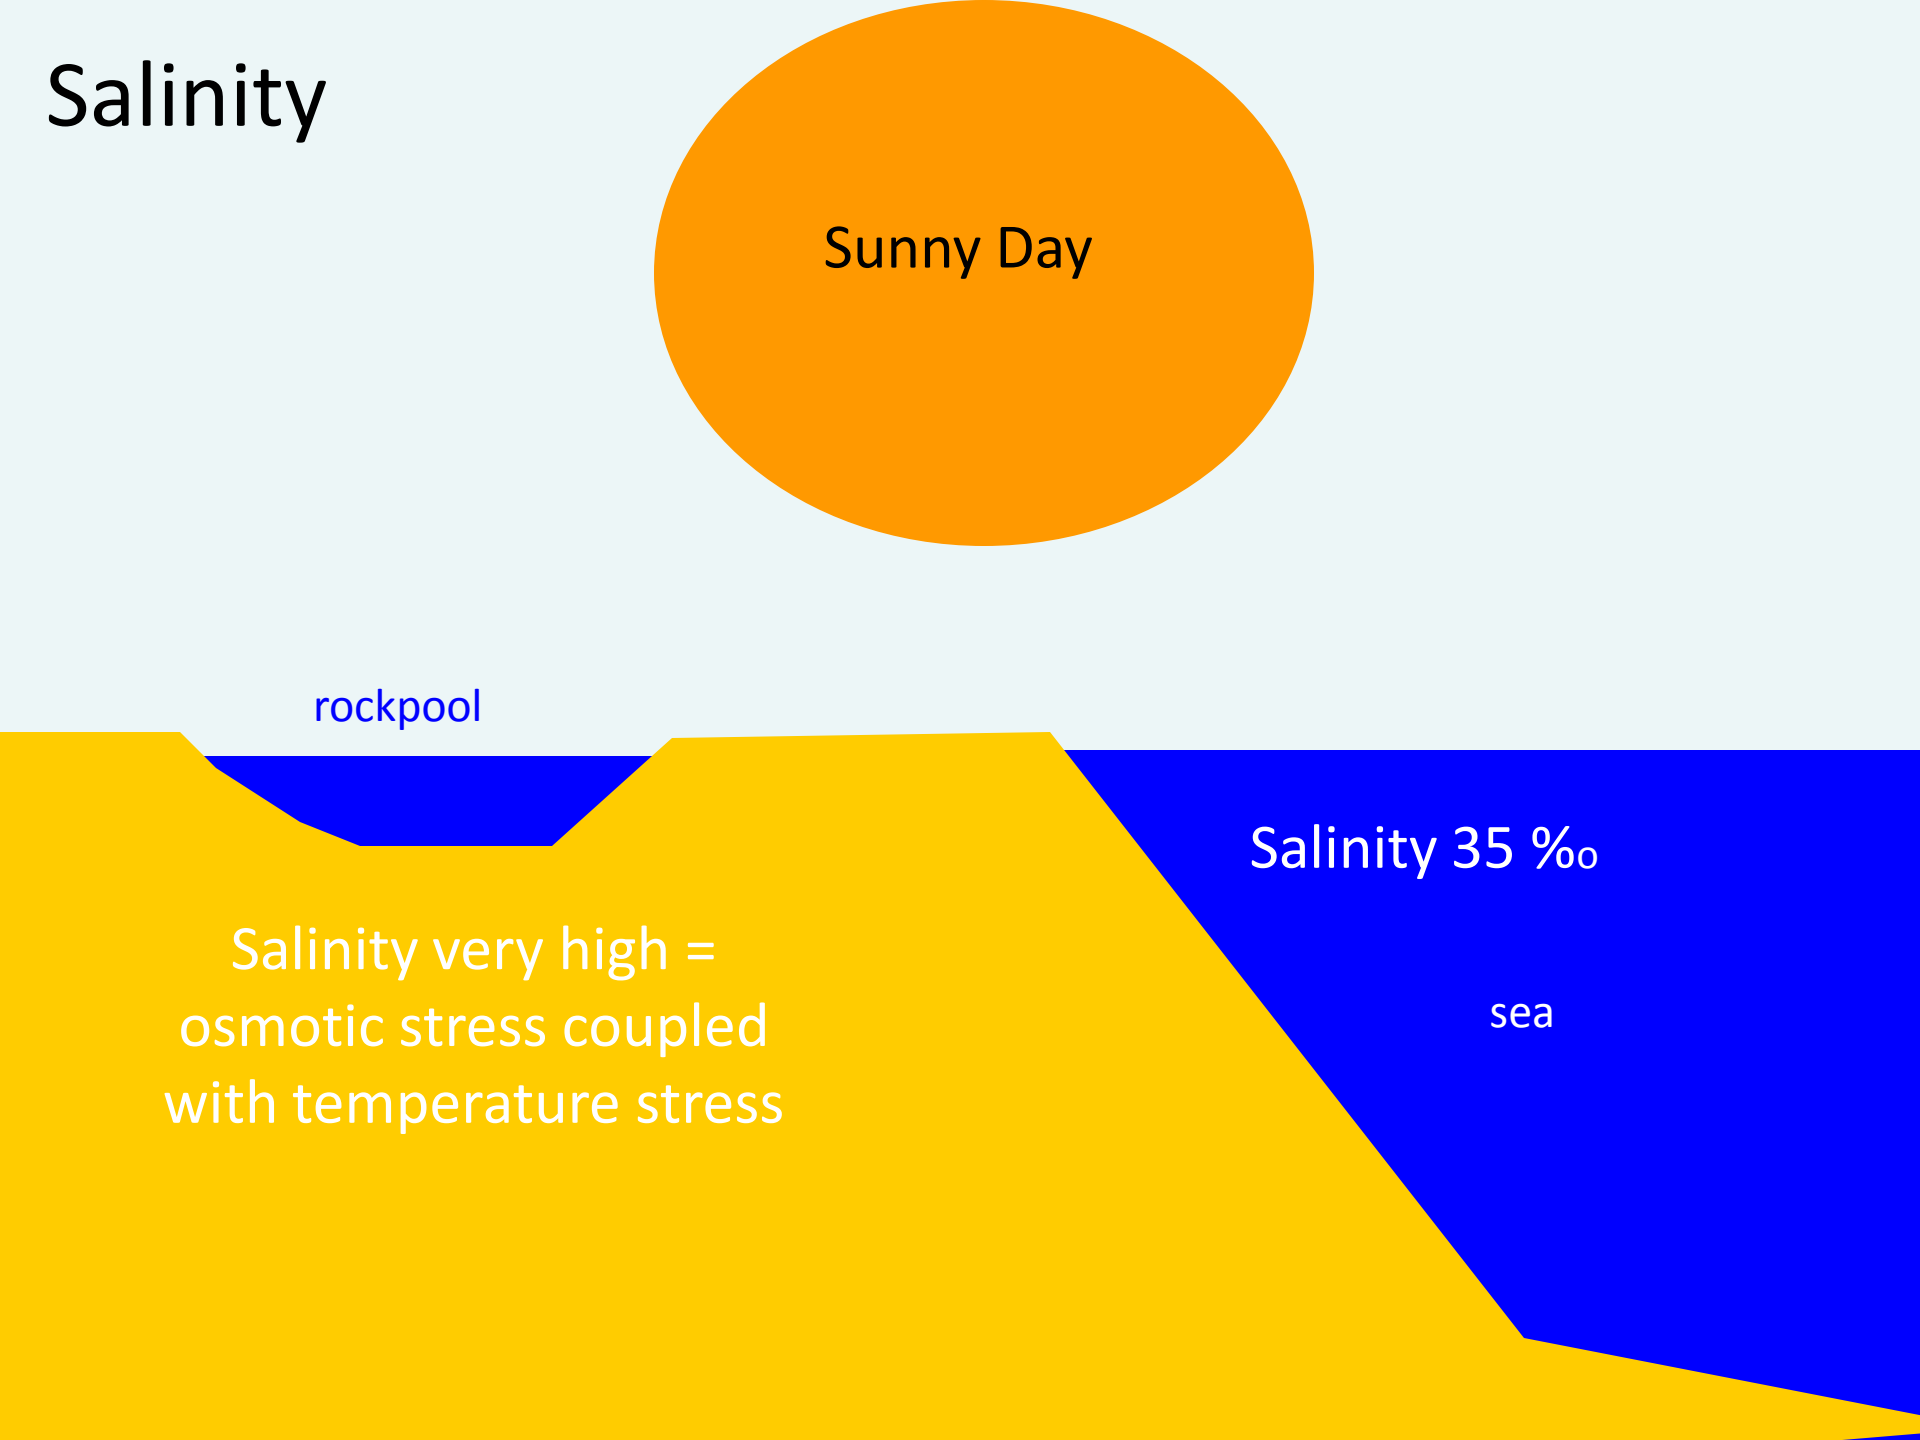 Salinity
Sunny Day
rockpool
Salinity 35 %o
Salinity very high =
osmotic stress coupled
with temperature stress
sea